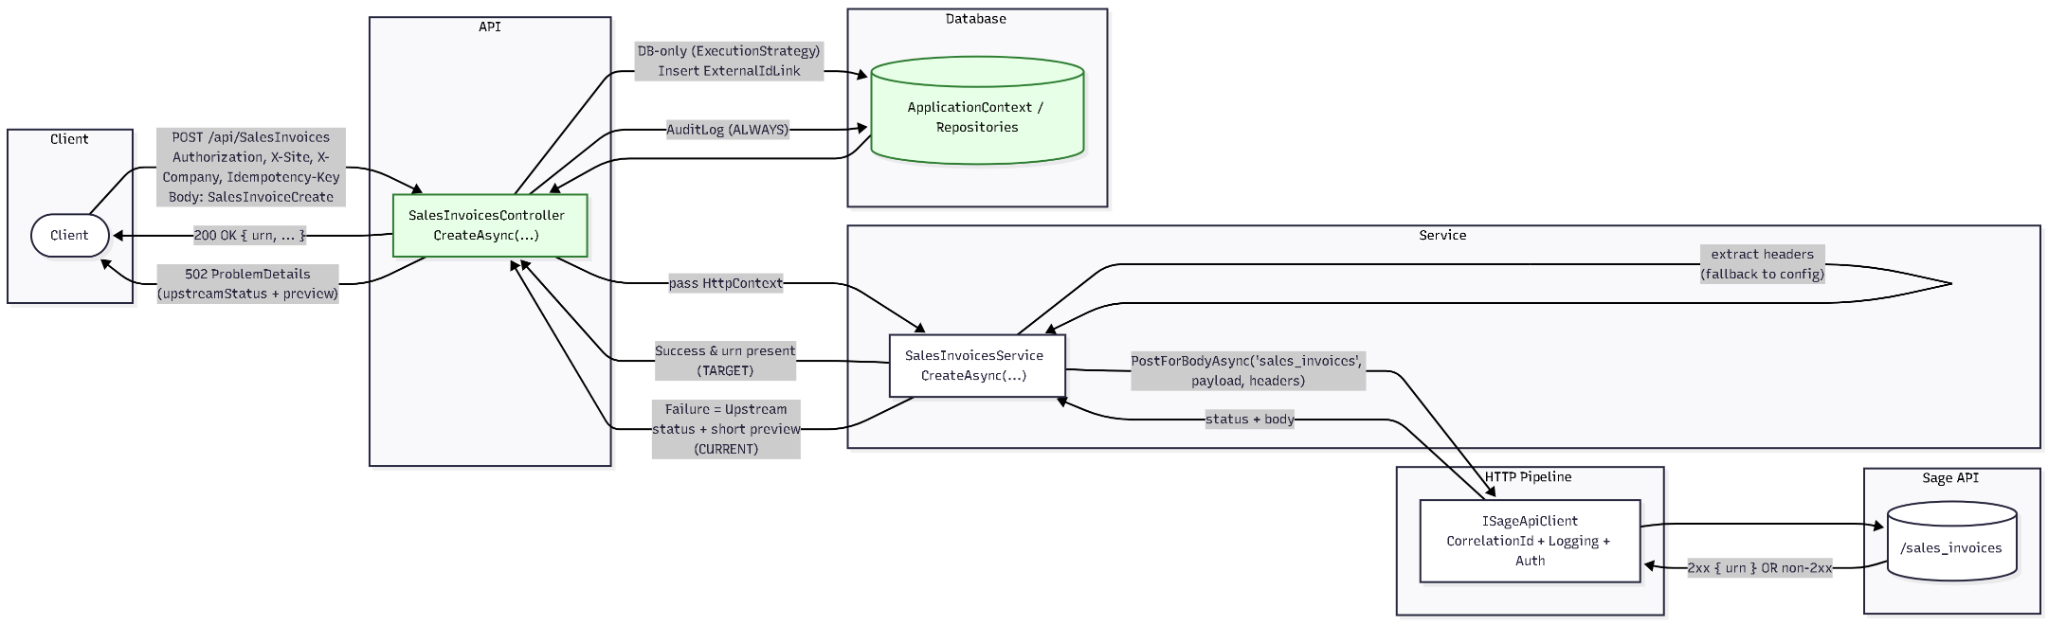 Client
POST /api/SalesInvoices
Authorization, X-Site, X-
Company, Idempotency-Key
Body: SalesInvoiceCreate
Client
200 OK { urn, ... }
502 ProblemDetails
(upstreamStatus + preview)
API
SalesInvoicesController
CreateAsync(...)
DB-only (ExecutionStrategy)
Insert ExternalIdLink
AuditLog (ALWAYS)
Database
ApplicationContext /
Repositories
pass HttpContext
Success & urn present
(TARGET)
Failure = Upstream
status + short preview
(CURRENT)
Service
extract headers
(fallback to config)
SalesInvoicesService
CreateAsync(...)
PostForBodyAsync('sales_invoices',
payload, headers)
status + body
HTTP Pipeline
ISageApiClient
CorrelationId + Logging +
Auth
2xx { urn } OR non-2xx
Sage API
/sales_invoices